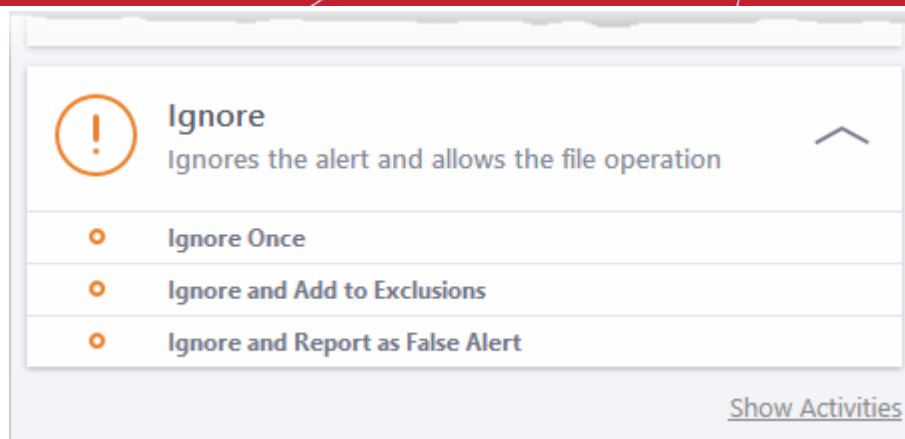 Ignore
Ignores the alert and allows the file operation
Ignore Once
Ignore and Add to Exclusions
Ignore and Report as False Alert
Show Activities